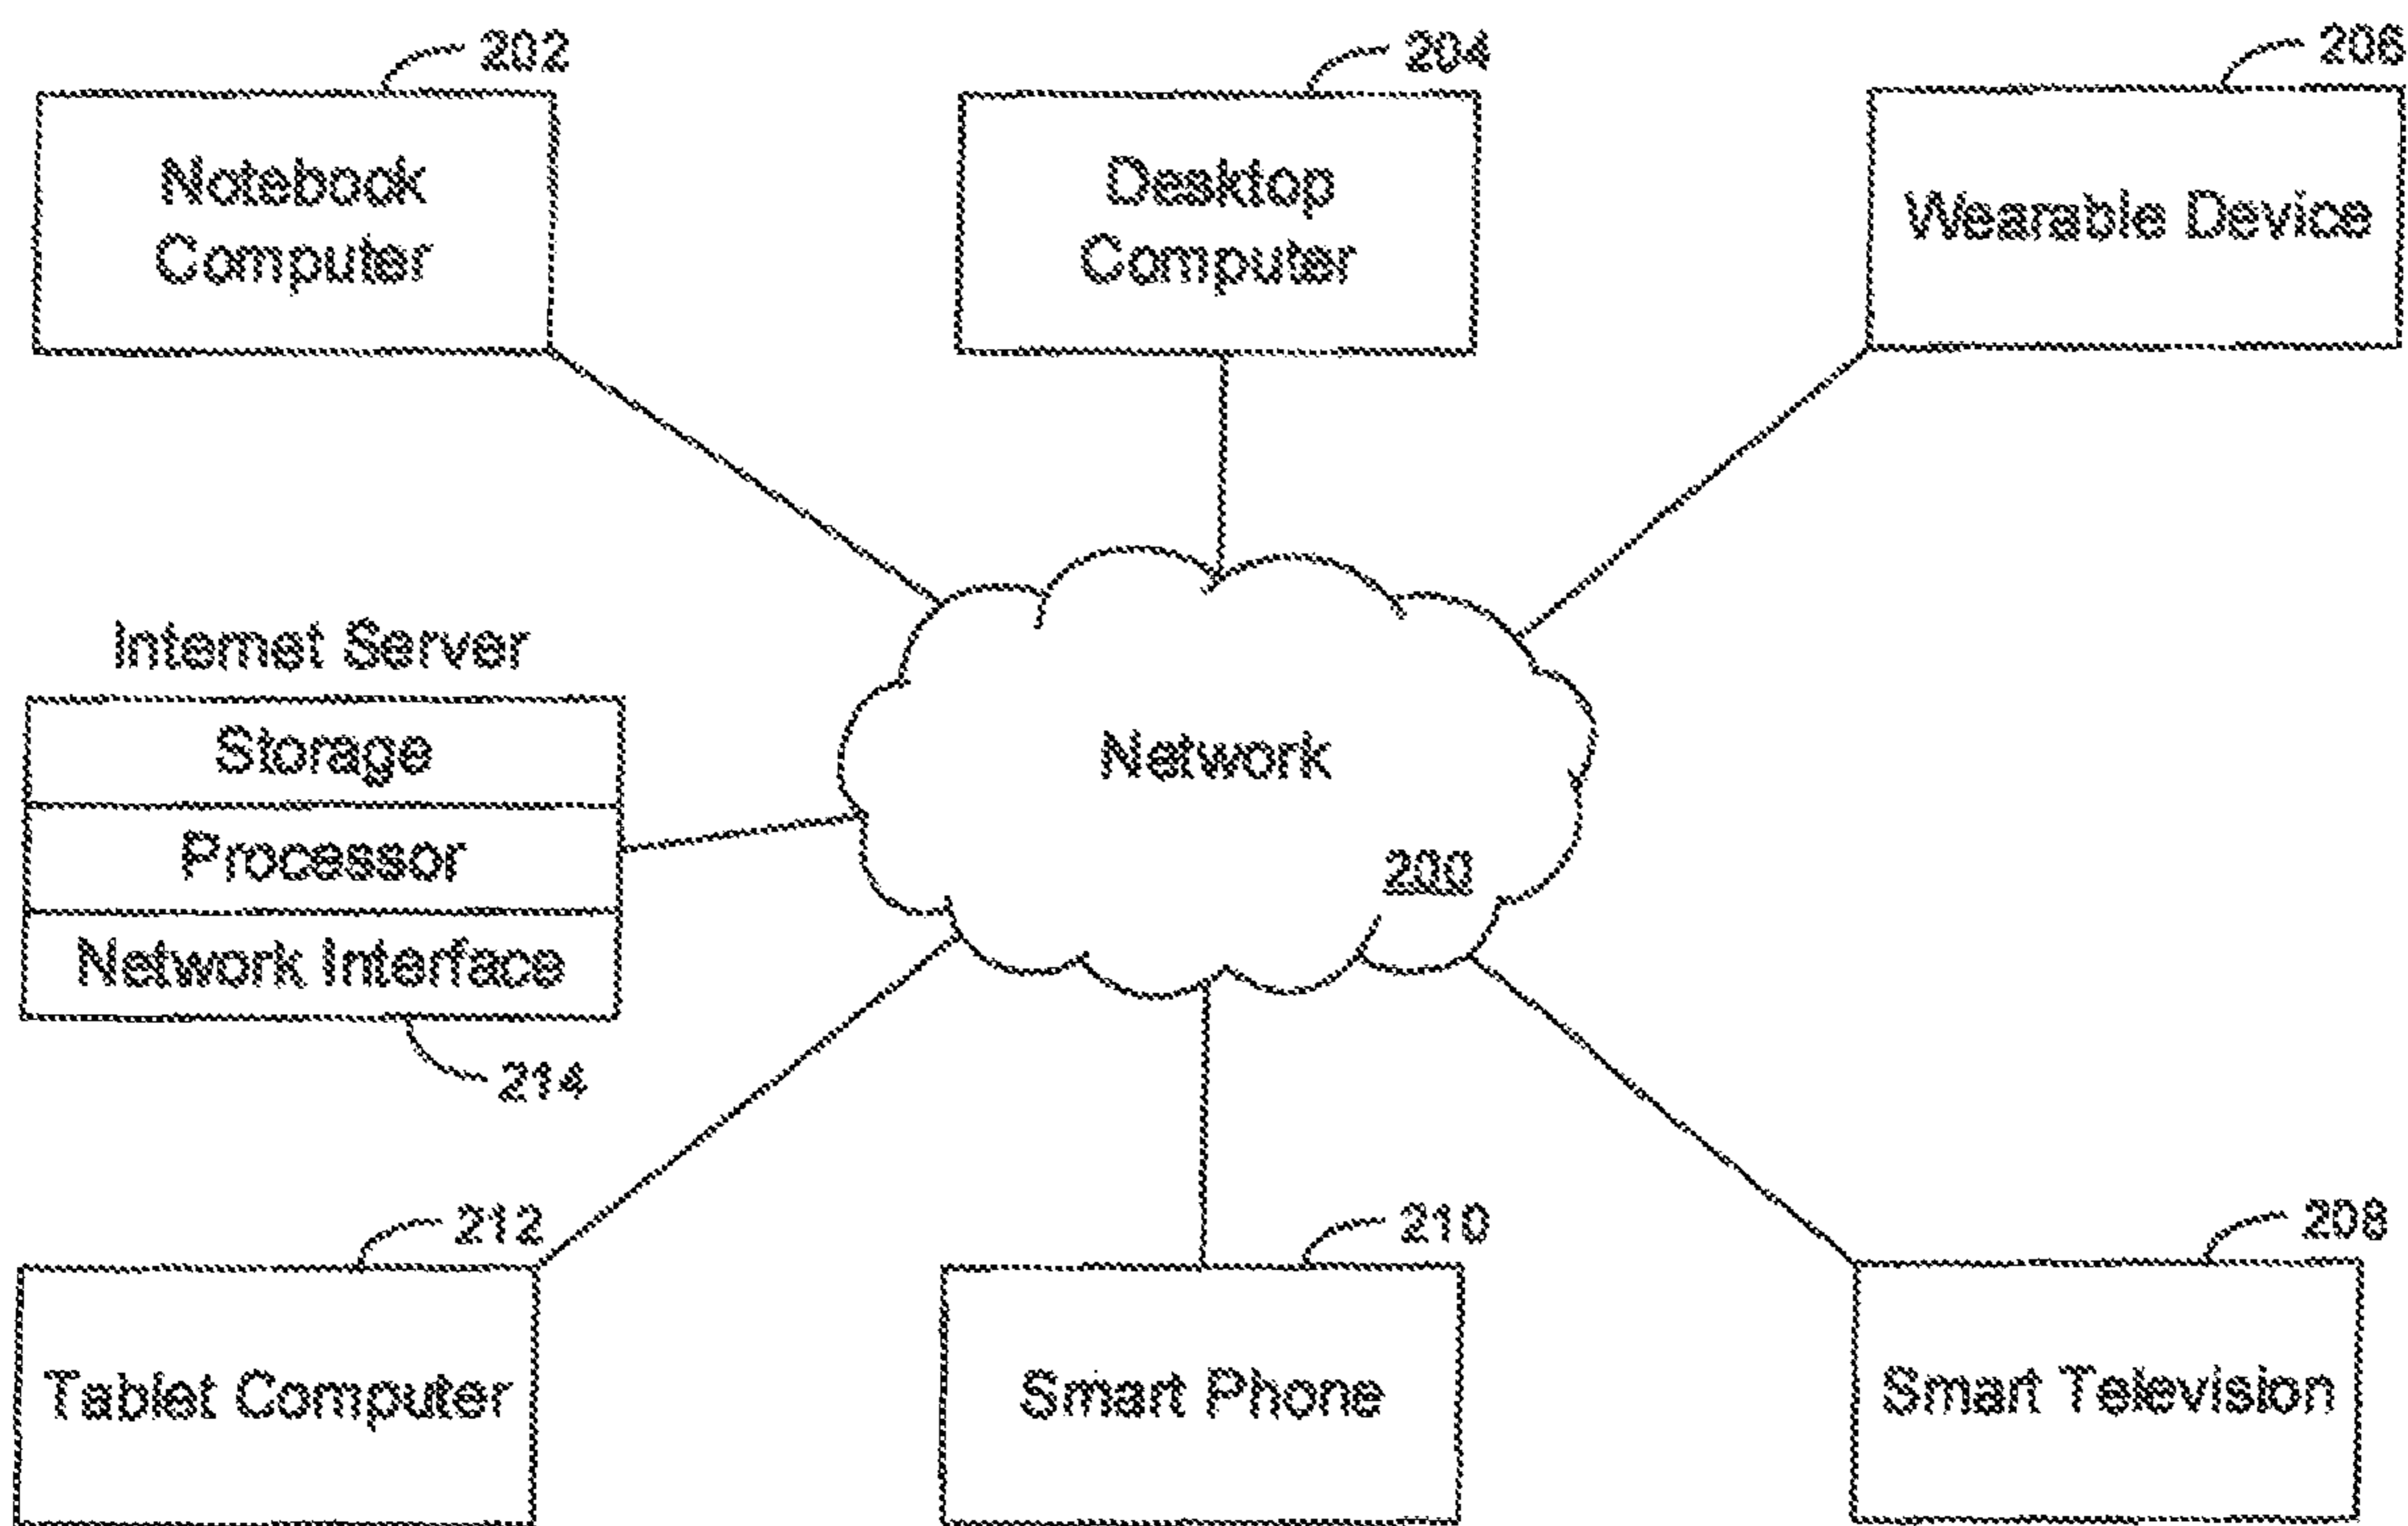 202
Notebook
Computer
204
Desktop
Computer
206
Wearable Device
Internet Server
Storage
Processor
Network Interface
214
Network
200
212
Tablet Computer
210
Smart Phone
208
Smart Television